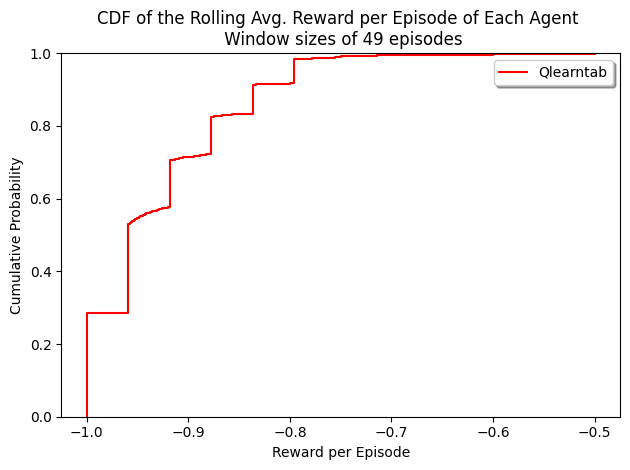 CDF of the Rolling Avg. Reward per Episode of Each Agent
Window sizes of 49 episodes
Qlearntab
Cumulative Probability
1.0
0.8
0.6
0.4
0.2
0.0
−1.0 −0.9 −0.8 −0.7 −0.6 −0.5
Reward per Episode